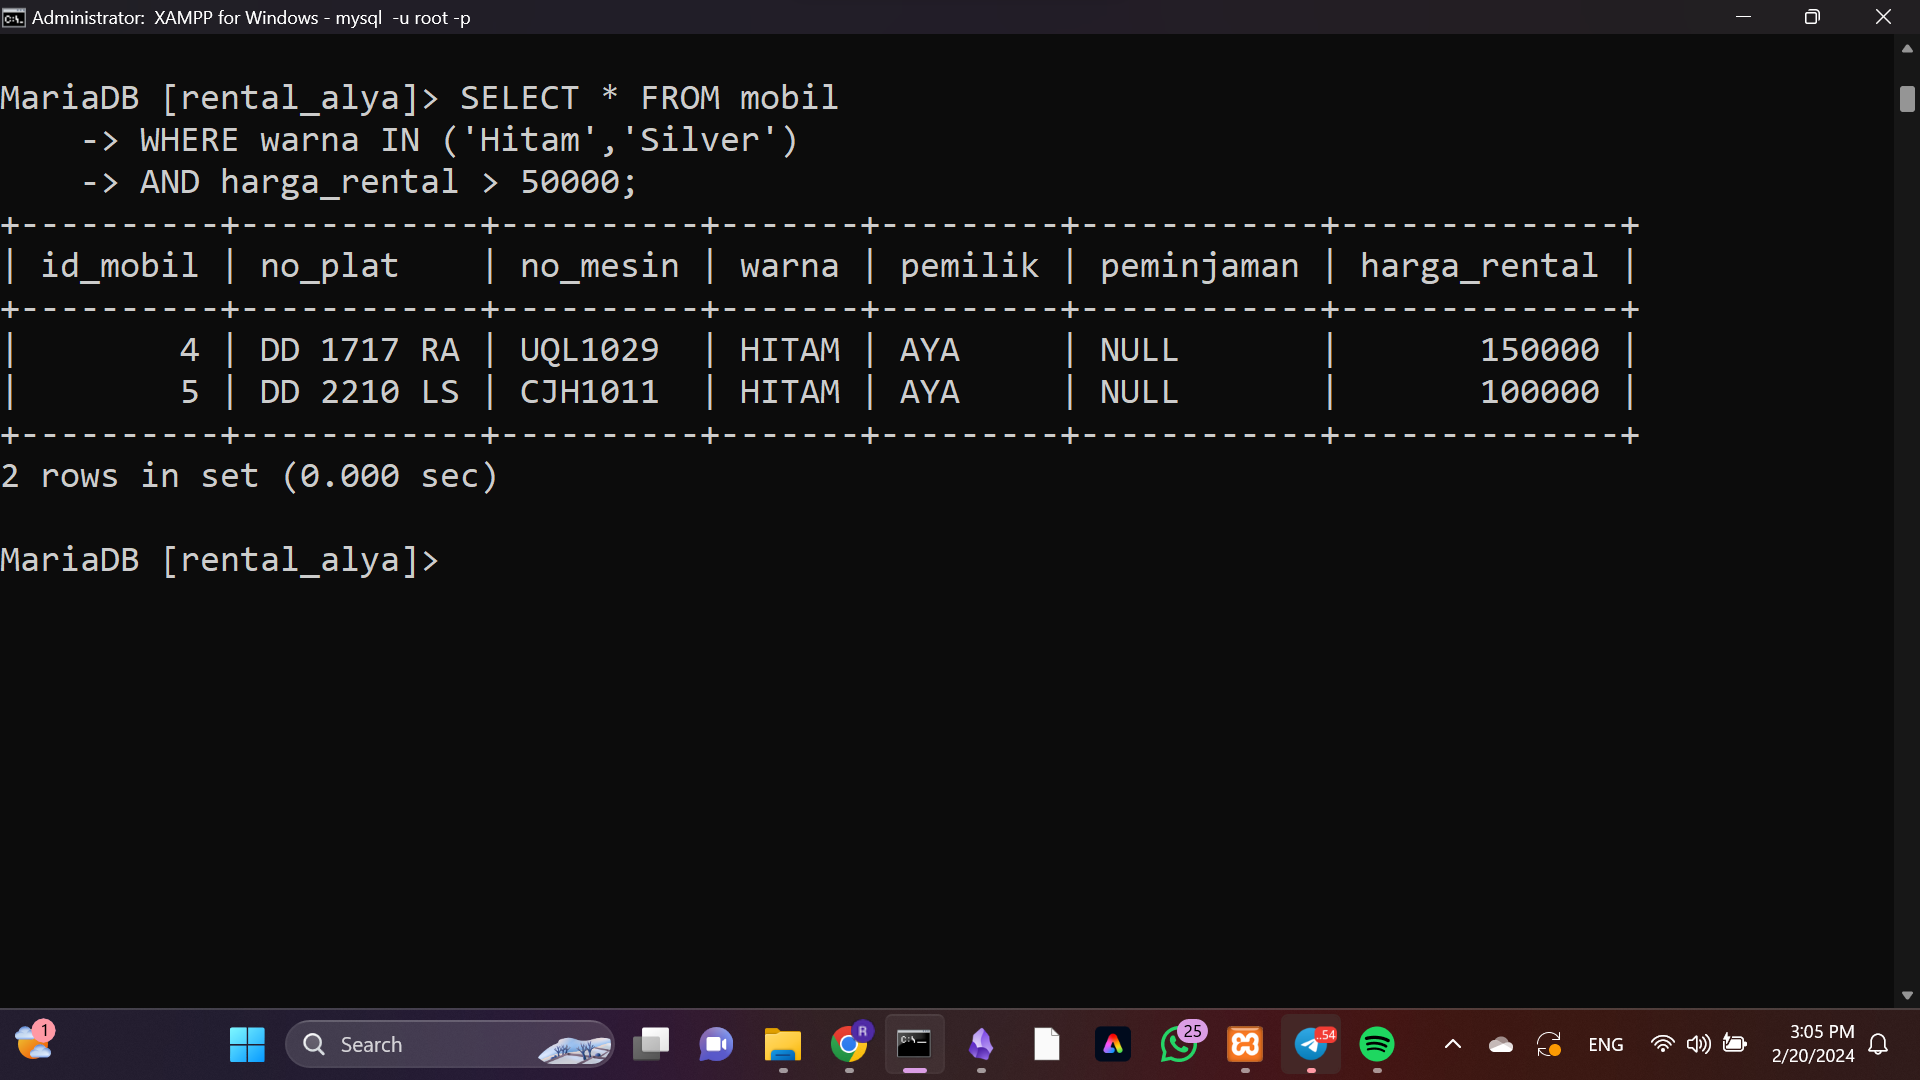 Administrator: XAMPP for Windows - mysql -u root -p
MariaDB [rental_alya]> SELECT * FROM mobil
    -> WHERE warna IN ('Hitam','Silver')
    -> AND harga_rental > 50000;
+----------+------------+----------+-------+---------+------------+--------------+
| id_mobil | no_plat    | no_mesin | warna | pemilik | peminjaman | harga_rental |
+----------+------------+----------+-------+---------+------------+--------------+
|        4 | DD 1717 RA | UQL1029  | HITAM | AYA     | NULL       |       150000 |
|        5 | DD 2210 LS | CJH1011  | HITAM | AYA     | NULL       |       100000 |
+----------+------------+----------+-------+---------+------------+--------------+
2 rows in set (0.000 sec)
MariaDB [rental_alya]>
1
Search
R
25
..54
ENG
3:05 PM
2/20/2024